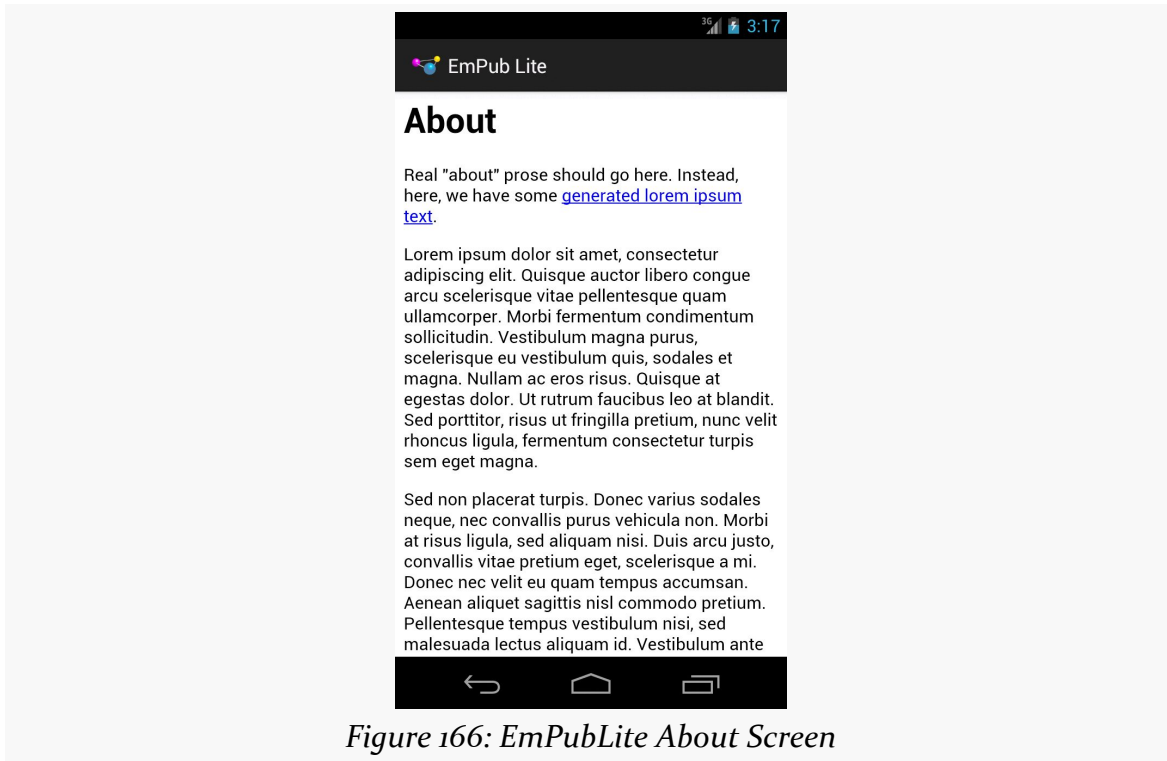 3G 3:17
EmPub Lite
About
Real "about" prose should go here. Instead,
here, we have some generated lorem ipsum
text.
Lorem ipsum dolor sit amet, consectetur
adipiscing elit. Quisque auctor libero congue
arcu scelerisque vitae pellentesque quam
ullamcorper. Morbi fermentum condimentum
sollicitudin. Vestibulum magna purus,
scelerisque eu vestibulum quis, sodales et
magna. Nullam ac eros risus. Quisque at
egestas dolor. Ut rutrum faucibus leo at blandit.
Sed porttitor, risus ut fringilla pretium, nunc velit
rhoncus ligula, fermentum consectetur turpis
sem eget magna.
Sed non placerat turpis. Donec varius sodales
neque, nec convallis purus vehicula non. Morbi
at risus ligula, sed aliquam nisi. Duis arcu justo,
convallis vitae pretium eget, scelerisque a mi.
Donec nec velit eu quam tempus accumsan.
Aenean aliquet sagittis nisl commodo pretium.
Pellentesque tempus vestibulum nisi, sed
malesuada lectus aliquam id. Vestibulum ante
Figure 166: EmPubLite About Screen